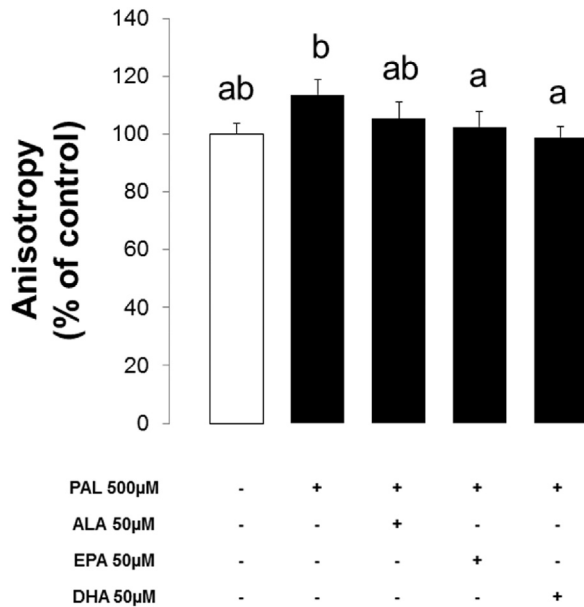 Anisotropy
(% of control)
140
120
100
80
60
40
20
0
ab b ab a a
PAL 500µM - + + + +
ALA 50µM - - + - -
EPA 50µM - - - + -
DHA 50µM - - - - +